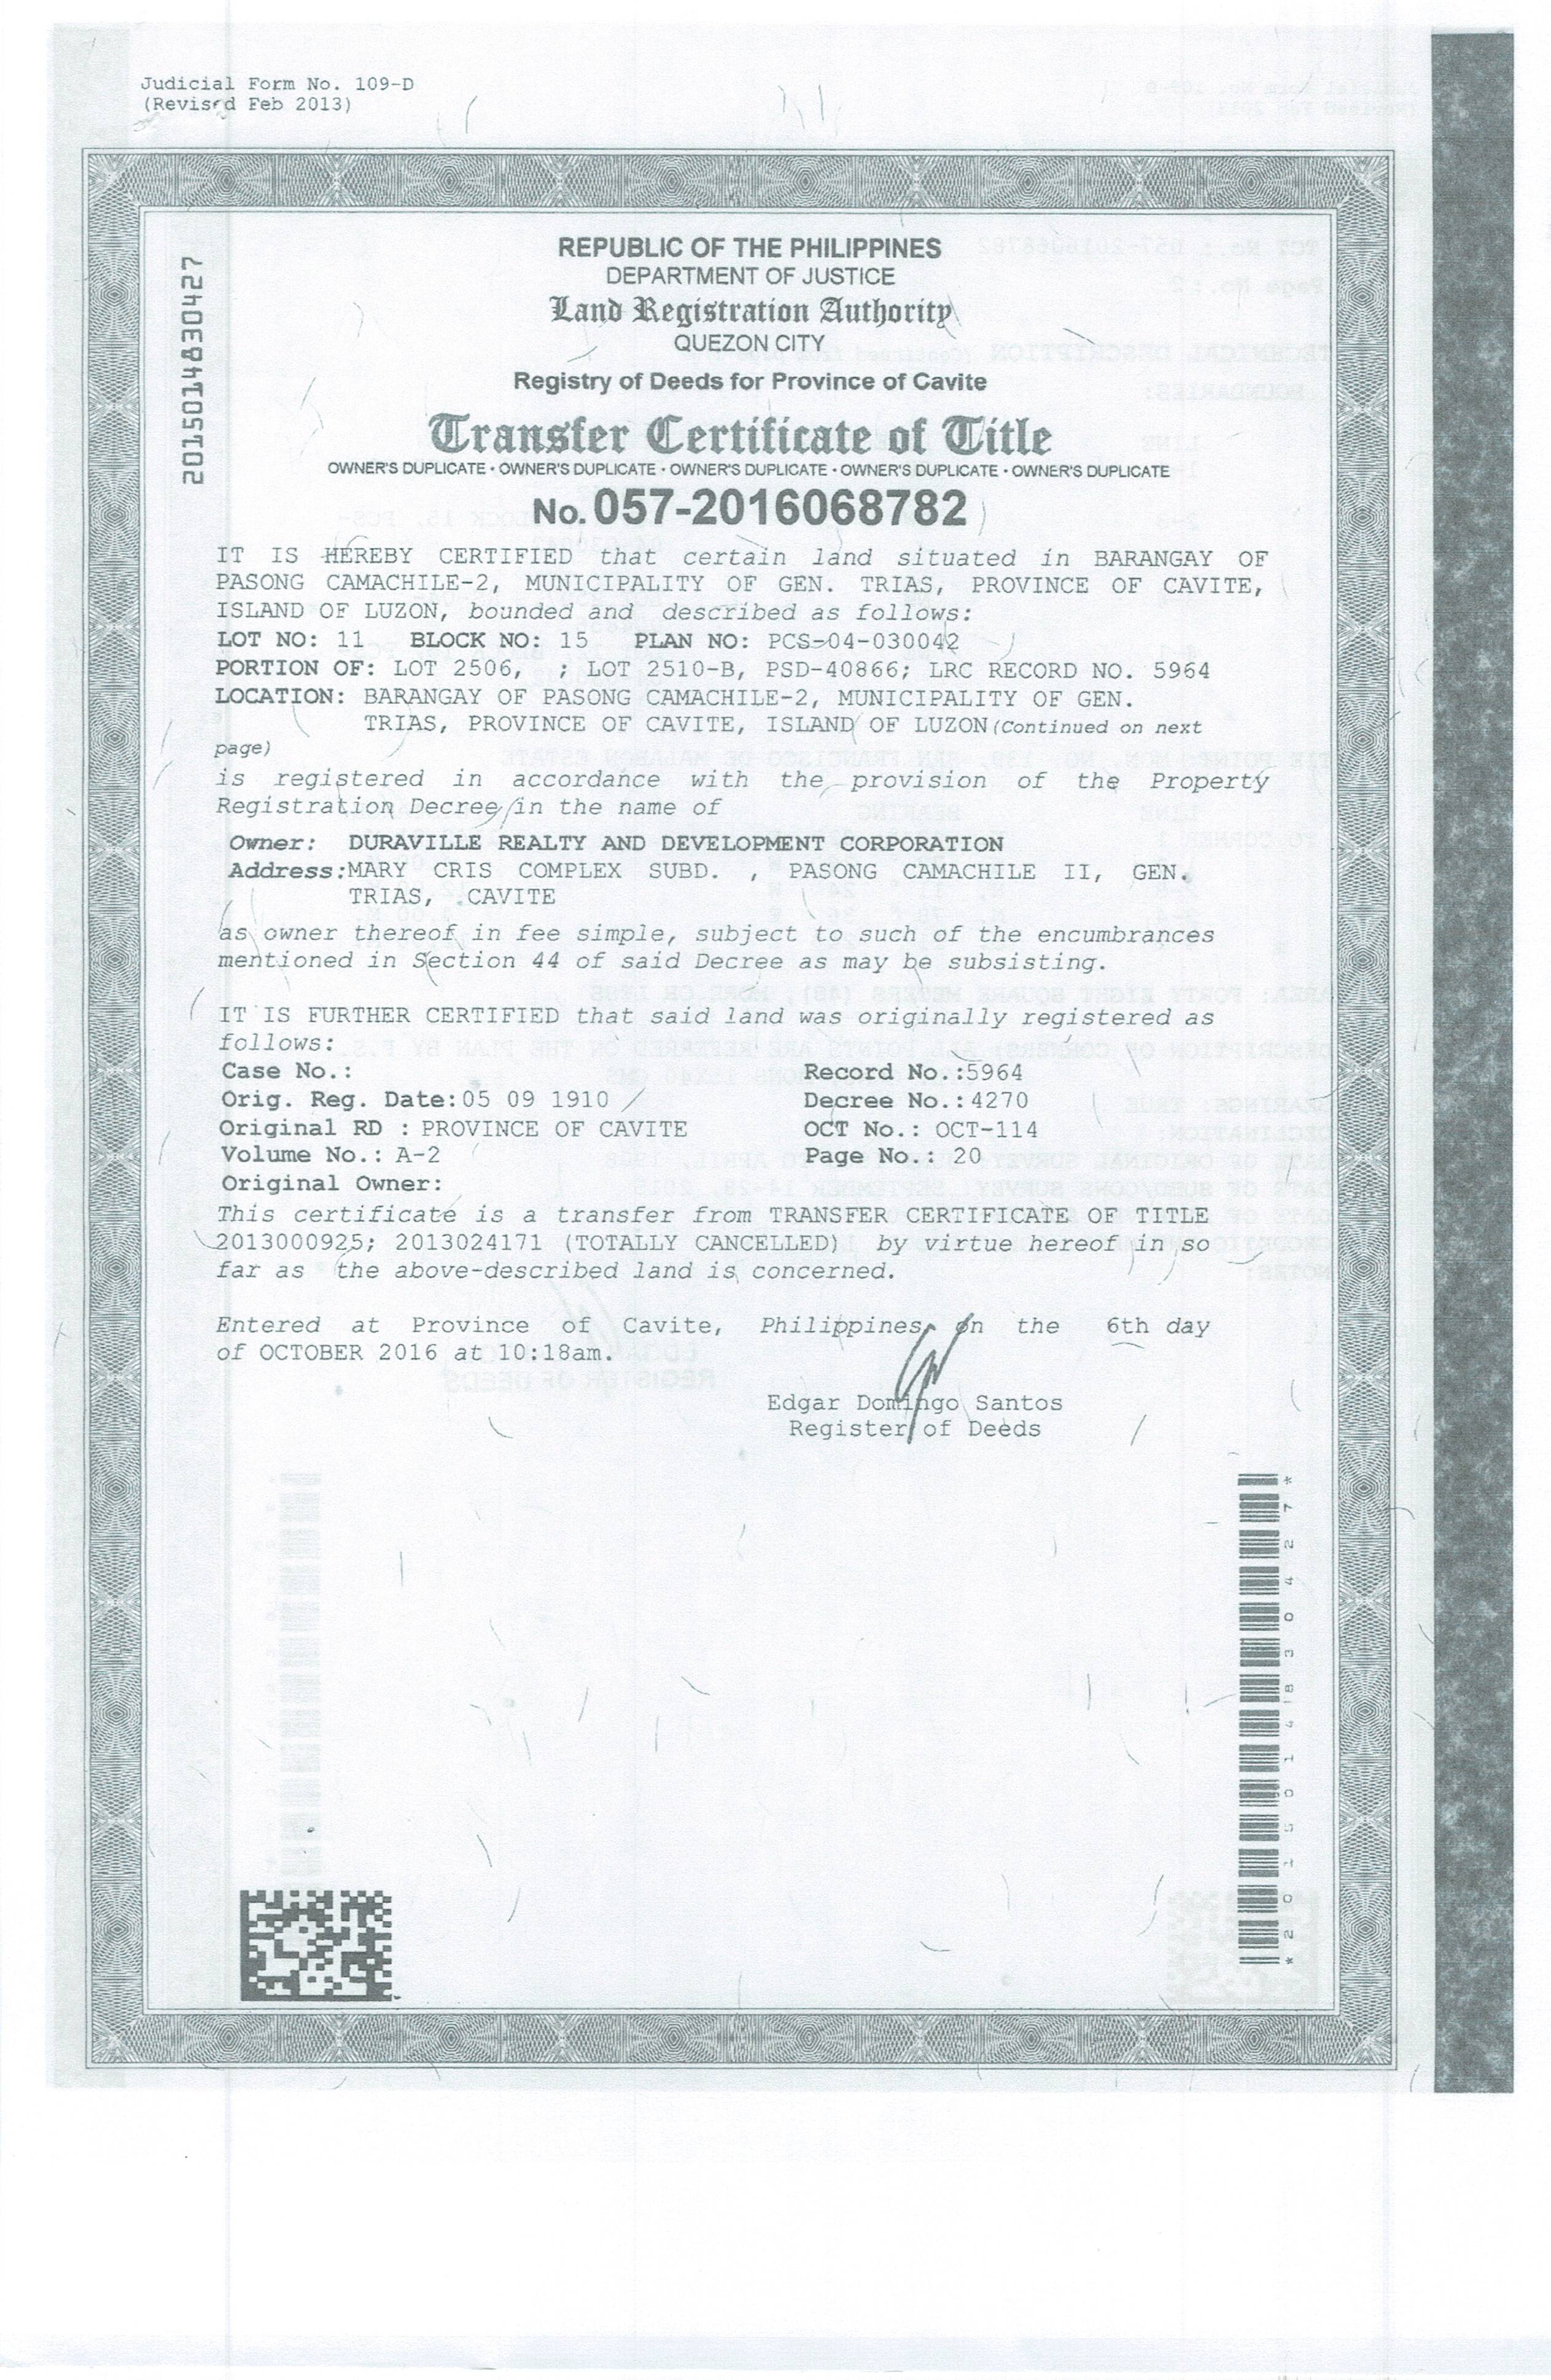 Judicial Form No. 109-D
(Revised Feb 2013)
2015014830427
REPUBLIC OF THE PHILIPPINES
DEPARTMENT OF JUSTICE
Land Registration Authority
QUEZON CITY
Registry of Deeds for Province of Cavite
Transfer Certificate of Title
OWNER'S DUPLICATE • OWNER'S DUPLICATE • OWNER'S DUPLICATE • OWNER'S DUPLICATE • OWNER'S DUPLICATE
No. 057-2016068782
IT IS HEREBY CERTIFIED that certain land situated in BARANGAY OF
PASONG CAMACHILE-2, MUNICIPALITY OF GEN. TRIAS, PROVINCE OF CAVITE,
ISLAND OF LUZON, bounded and described as follows:
LOT NO: 11 BLOCK NO: 15 PLAN NO: PCS-04-030042
PORTION OF: LOT 2506, ; LOT 2510-B, PSD-40866; LRC RECORD NO. 5964
LOCATION: BARANGAY OF PASONG CAMACHILE-2, MUNICIPALITY OF GEN.
TRIAS, PROVINCE OF CAVITE, ISLAND OF LUZON (Continued on next
page)
is registered in accordance with the provision of the Property
Registration Decree in the name of
Owner: DURAVILLE REALTY AND DEVELOPMENT CORPORATION
Address: MARY CRIS COMPLEX SUBD. , PASONG CAMACHILE II, GEN.
TRIAS, CAVITE
as owner thereof in fee simple, subject to such of the encumbrances
mentioned in Section 44 of said Decree as may be subsisting.
IT IS FURTHER CERTIFIED that said land was originally registered as
follows:
Case No.: Record No.:5964
Orig. Reg. Date:05 09 1910 Decree No.:4270
Original RD : PROVINCE OF CAVITE OCT No.: OCT-114
Volume No.: A-2 Page No.: 20
Original Owner:
This certificate is a transfer from TRANSFER CERTIFICATE OF TITLE
2013000925; 2013024171 (TOTALLY CANCELLED) by virtue hereof in so
far as the above-described land is concerned.
Entered at Province of Cavite, Philippines on the 6th day
of OCTOBER 2016 at 10:18am.
Edgar Domingo Santos
Register of Deeds
*2015014830427*